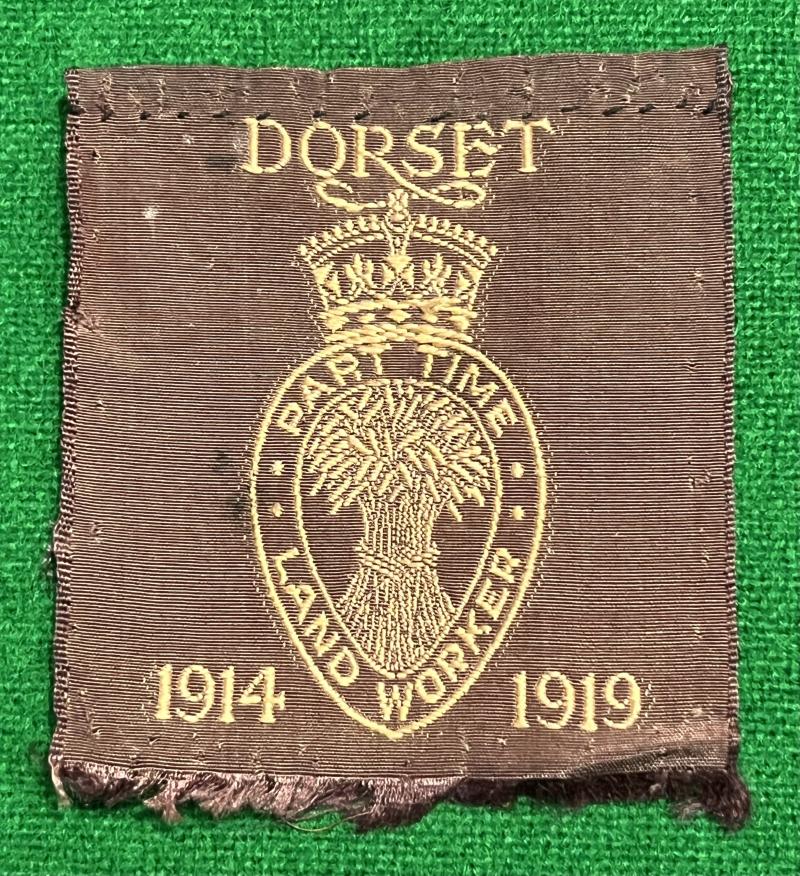 DORSET
PART TIME
LAND WORKER
1914 1919